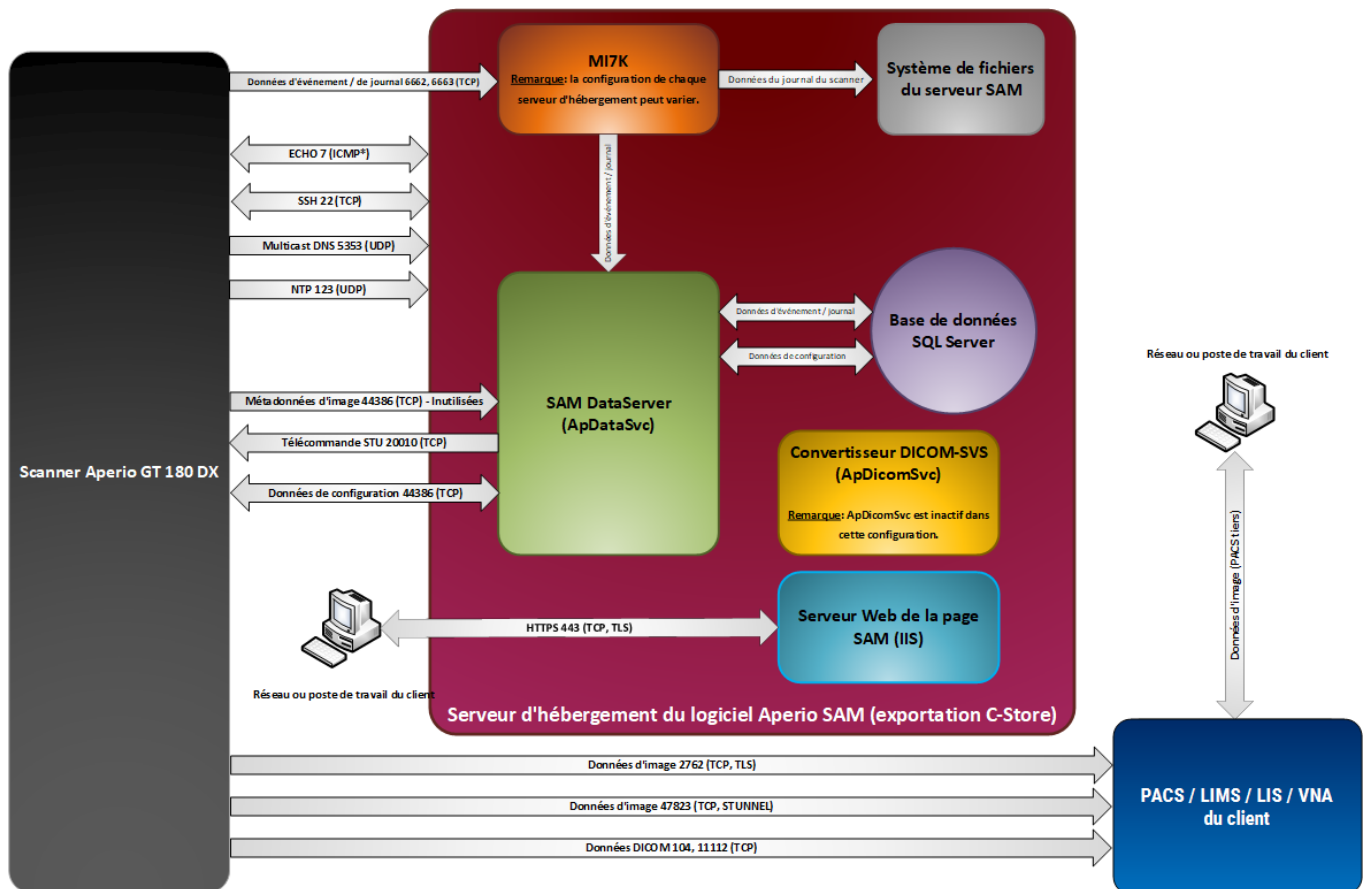 Scanner Aperio GT 180 DX
Données d'événement / de journal 6662, 6663 (TCP)
MI7K
Remarque: la configuration de chaque
serveur d'hébergement peut varier.
Données du journal du scanner
Système de fichiers
du serveur SAM
ECHO 7 (ICMP*)
SSH 22 (TCP)
Multicast DNS 5353 (UDP)
NTP 123 (UDP)
Données d'événement / journal
Données d'événement / journal
Données de configuration
Base de données
SQL Server
Métadonnées d'image 44386 (TCP) - Inutilisées
Télécommande STU 20010 (TCP)
Données de configuration 44386 (TCP)
SAM DataServer
(ApDataSvc)
Convertisseur DICOM-SVS
(ApDicomSvc)
Remarque: ApDicomSvc est inactif dans
cette configuration.
HTTPS 443 (TCP, TLS)
Serveur Web de la page
SAM (IIS)
Réseau ou poste de travail du client
Serveur d'hébergement du logiciel Aperio SAM (exportation C-Store)
Réseau ou poste de travail du client
Données d'image (PACS tiers)
Données d'image 2762 (TCP, TLS)
Données d'image 47823 (TCP, STUNNEL)
Données DICOM 104, 11112 (TCP)
PACS / LIMS / LIS / VNA
du client